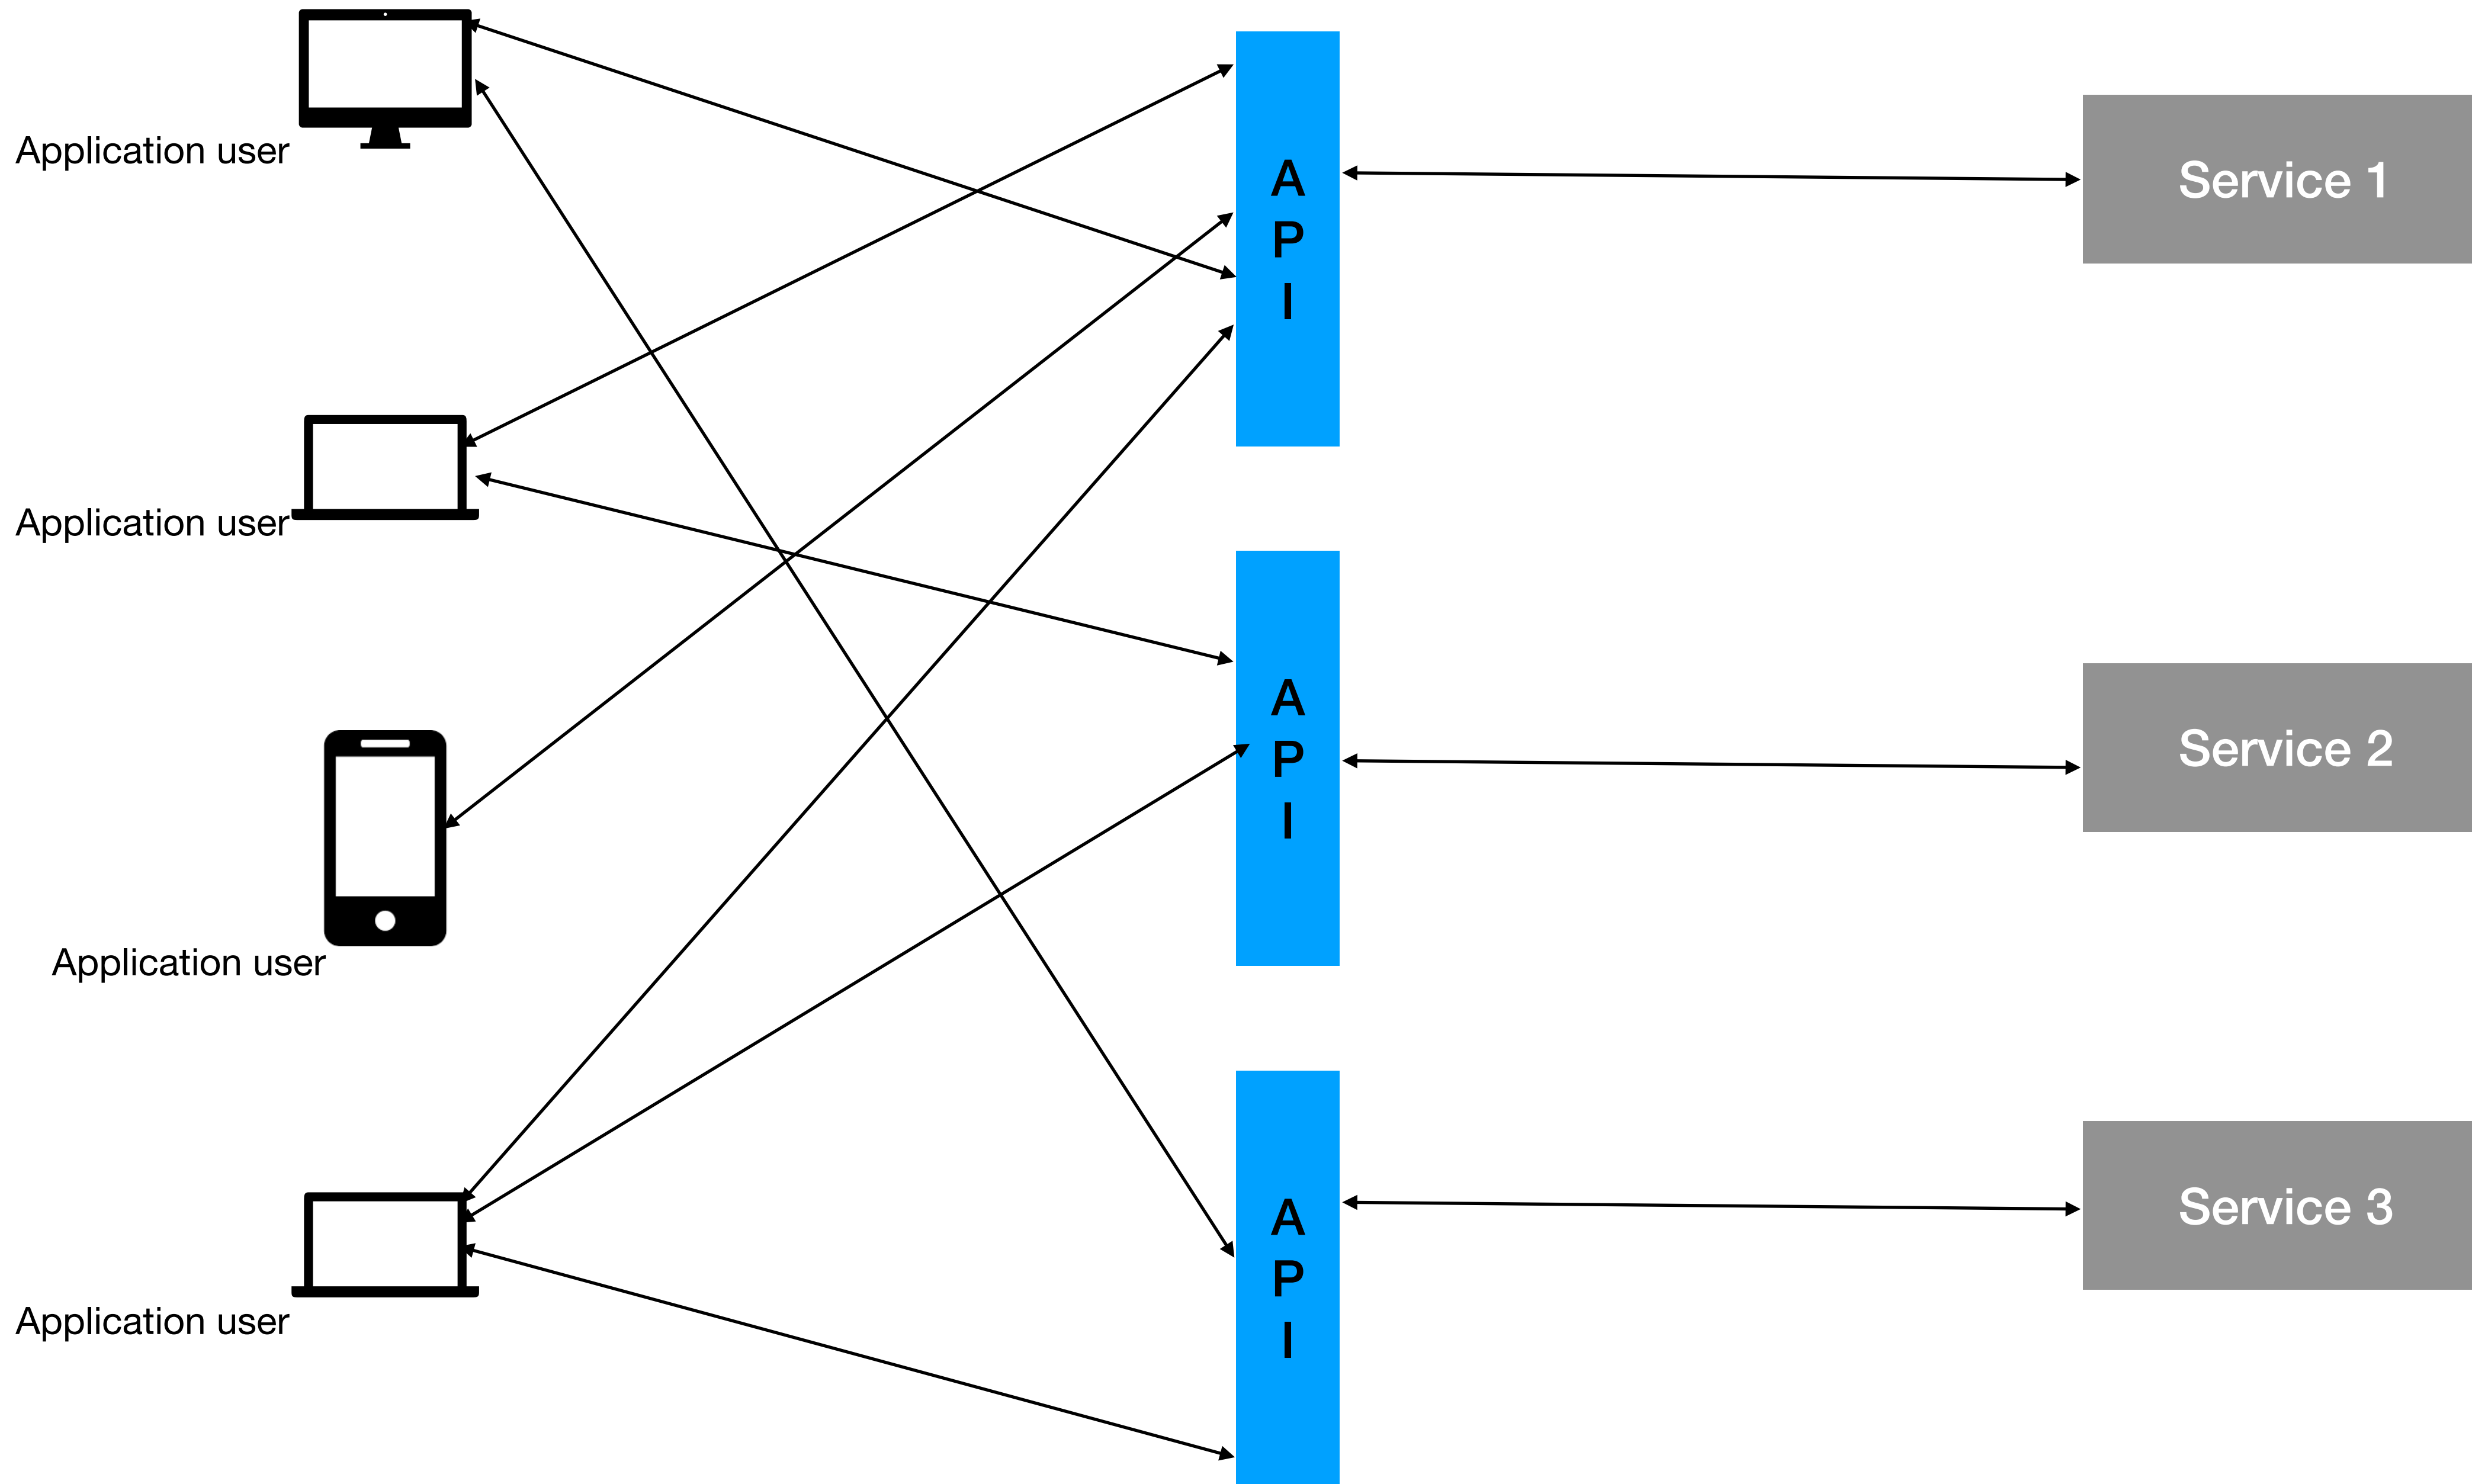 Application user
Application user
Application user
Application user
A
P
I
A
P
I
A
P
I
Service 1
Service 2
Service 3